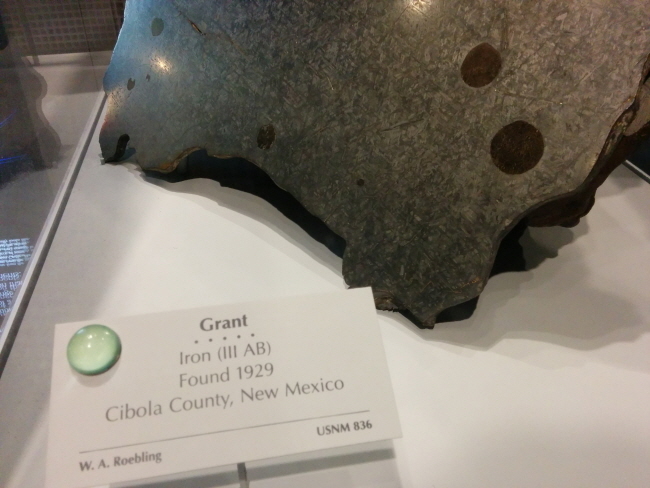 Grant
• • • • •
Iron (III AB)
Found 1929
Cibola County, New Mexico
USNM 836
W. A. Roebling